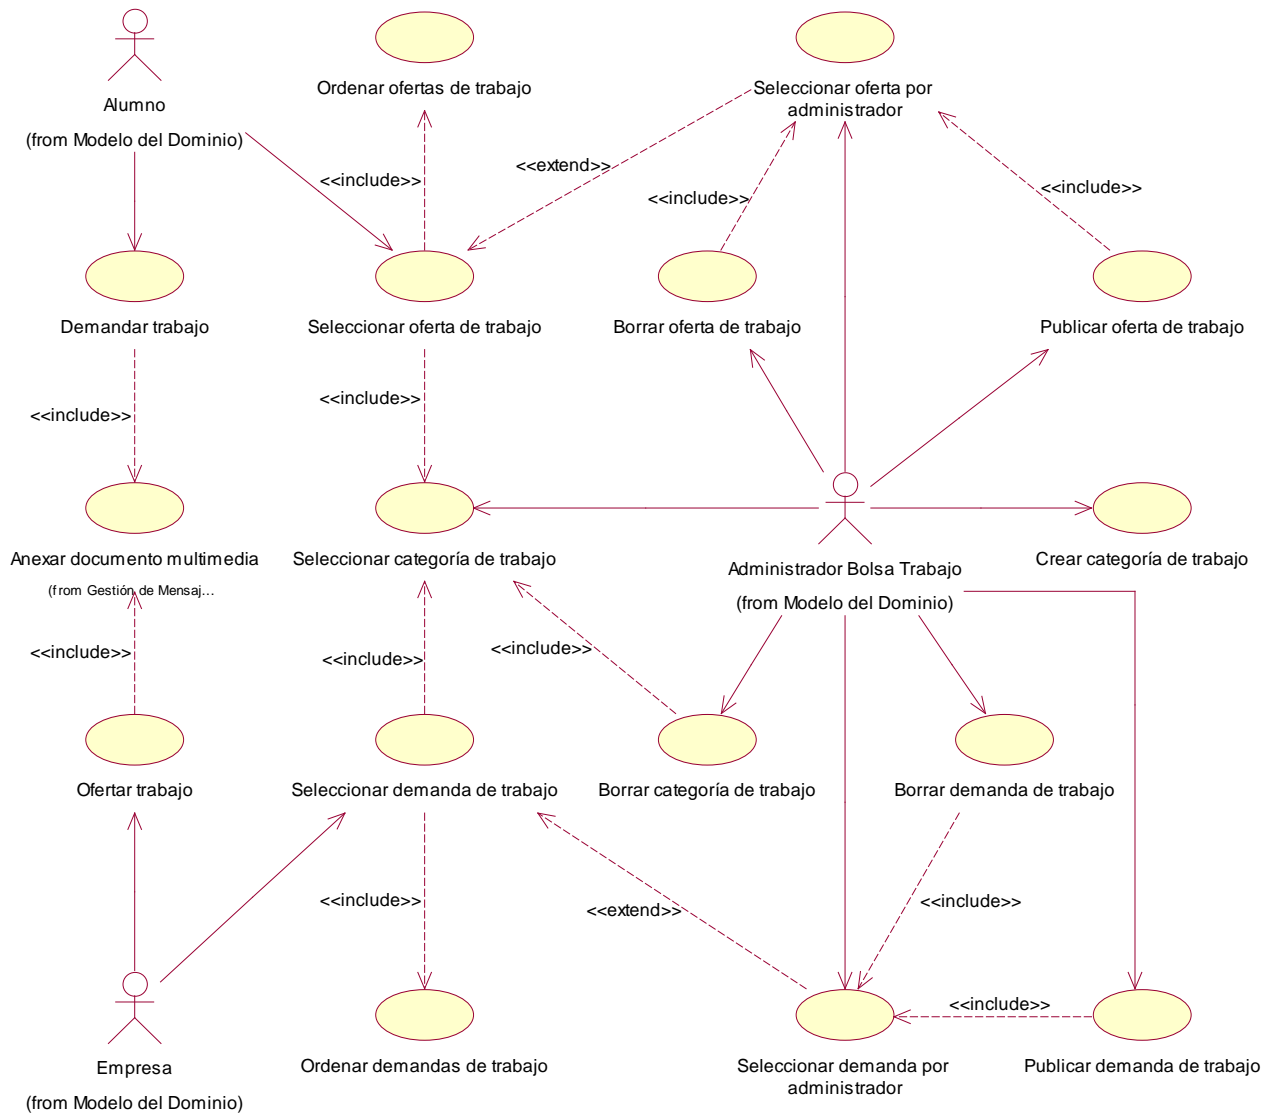 Ordenar ofertas de trabajo
Seleccionar oferta por
administrador
Alumno
(from Modelo del Dominio)
<<extend>>
<<include>>
<<include>>
<<include>>
Demandar trabajo
Seleccionar oferta de trabajo
Borrar oferta de trabajo
Publicar oferta de trabajo
<<include>>
<<include>>
Anexar documento multimedia
(from Gestión de Mensaj...
Seleccionar categoría de trabajo
Administrador Bolsa Trabajo
(from Modelo del Dominio)
Crear categoría de trabajo
<<include>>
<<include>>
<<include>>
Ofertar trabajo
Seleccionar demanda de trabajo
Borrar categoría de trabajo
Borrar demanda de trabajo
<<include>>
<<extend>>
<<include>>
<<include>>
Empresa
(from Modelo del Dominio)
Ordenar demandas de trabajo
Seleccionar demanda por
administrador
Publicar demanda de trabajo